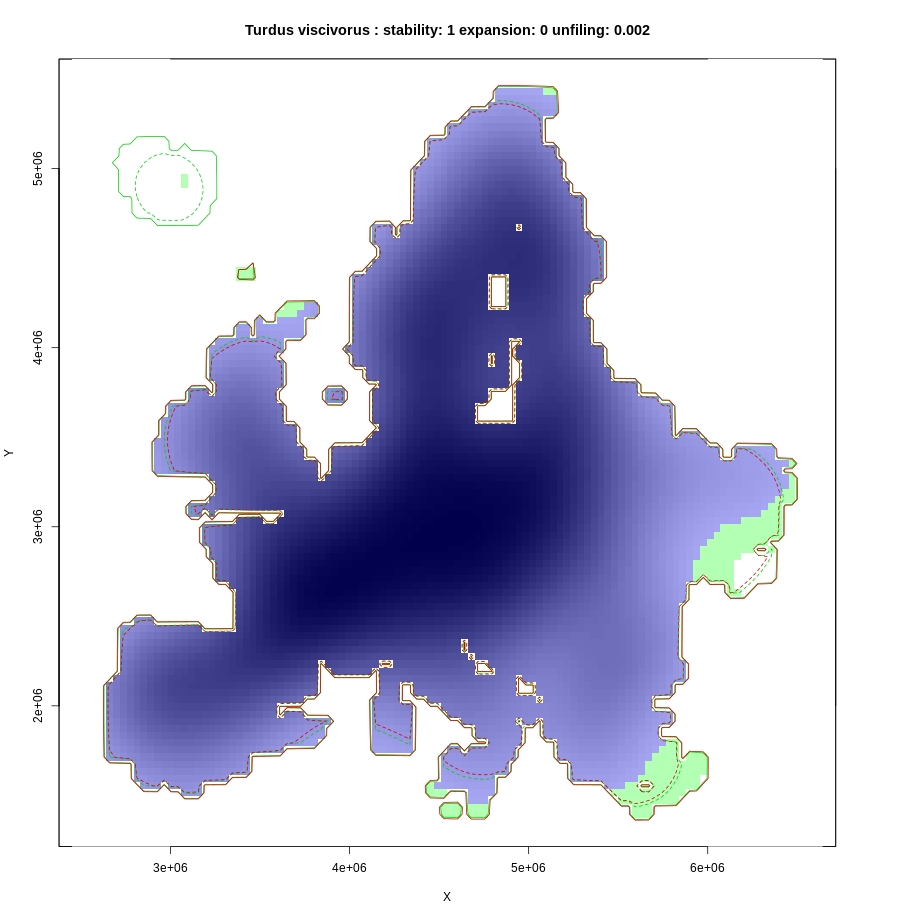 Turdus viscivorus : stability: 1 expansion: 0 unfiling: 0.002
5e+06
4e+06
Y
3e+06
2e+06
3e+06 4e+06 5e+06 6e+06
X